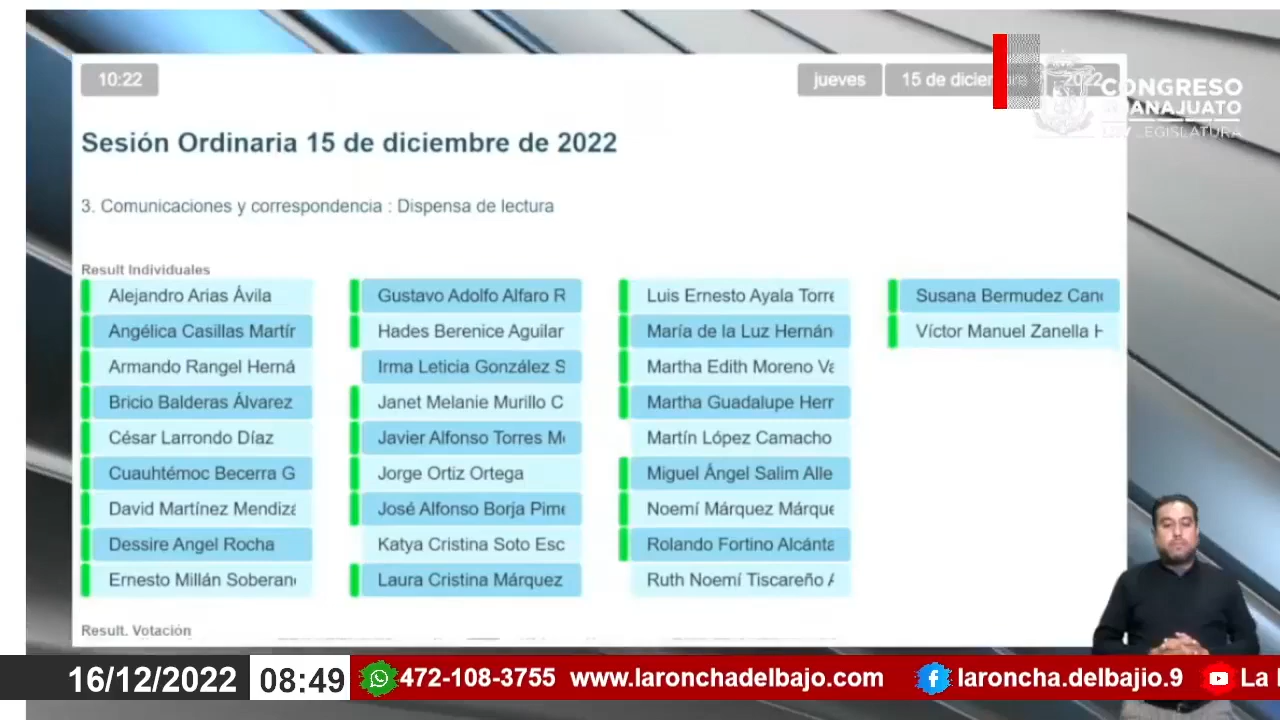 10:22
jueves 15 de diciembre 2022
CONGRESO
GUANAJUATO
LXV LEGISLATURA
Sesión Ordinaria 15 de diciembre de 2022
3. Comunicaciones y correspondencia : Dispensa de lectura
Result Individuales
Alejandro Arias Ávila
Angélica Casillas Martír
Armando Rangel Herná
Bricio Balderas Álvarez
César Larrondo Díaz
Cuauhtémoc Becerra G
David Martínez Mendizá
Dessire Angel Rocha
Ernesto Millán Soberan
Gustavo Adolfo Alfaro R
Hades Berenice Aguilar
Irma Leticia González S
Janet Melanie Murillo C
Javier Alfonso Torres M
Jorge Ortiz Ortega
José Alfonso Borja Pime
Katya Cristina Soto Esc
Laura Cristina Márquez
Luis Ernesto Ayala Torre
María de la Luz Hernán
Martha Edith Moreno Va
Martha Guadalupe Herr
Martín López Camacho
Miguel Ángel Salim Alle
Noemí Márquez Márque
Rolando Fortino Alcánta
Ruth Noemí Tiscareño A
Susana Bermudez Can
Víctor Manuel Zanella H
Result. Votación
16/12/2022 08:49 472-108-3755 www.laronchadelbajo.com laroncha.delbajio.9 La